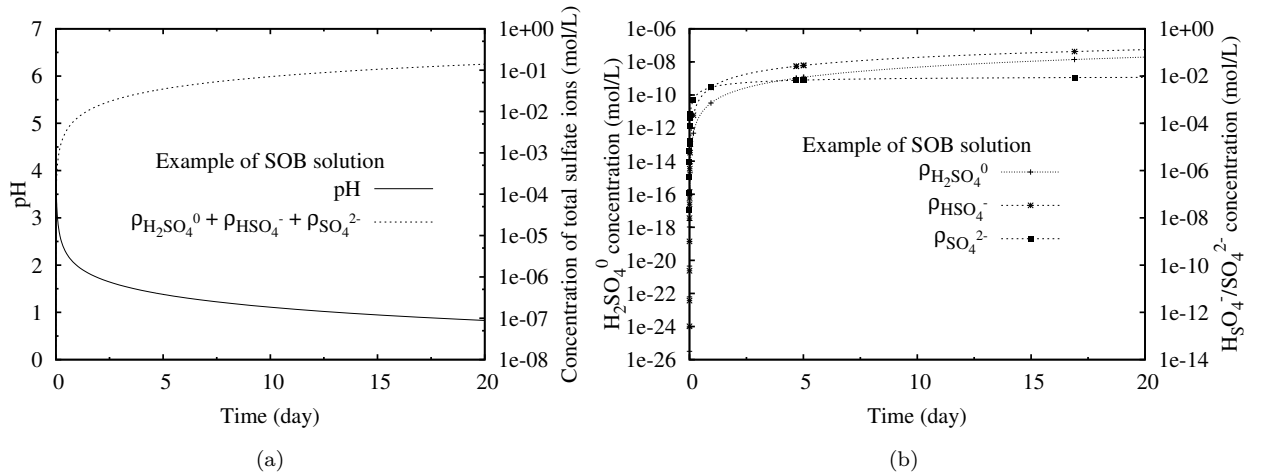 7
6
5
4
3
2
1
0
pH
1e+00
1e-01
1e-02
1e-03
1e-04
1e-05
1e-06
1e-07
1e-08
Concentration of total sulfate ions (mol/L)
Example of SOB solution
pH
ρH₂SO₄⁰ + ρHSO₄⁻ + ρSO₄²⁻
0 5 10 15 20
Time (day)
(a)
1e-06
1e-08
1e-10
1e-12
1e-14
1e-16
1e-18
1e-20
1e-22
1e-24
1e-26
H₂SO₄⁰ concentration (mol/L)
1e+00
1e-02
1e-04
1e-06
1e-08
1e-10
1e-12
1e-14
HSO₄⁻/SO₄²⁻ concentration (mol/L)
Example of SOB solution
ρH₂SO₄⁰
ρHSO₄⁻
ρSO₄²⁻
0 5 10 15 20
Time (day)
(b)